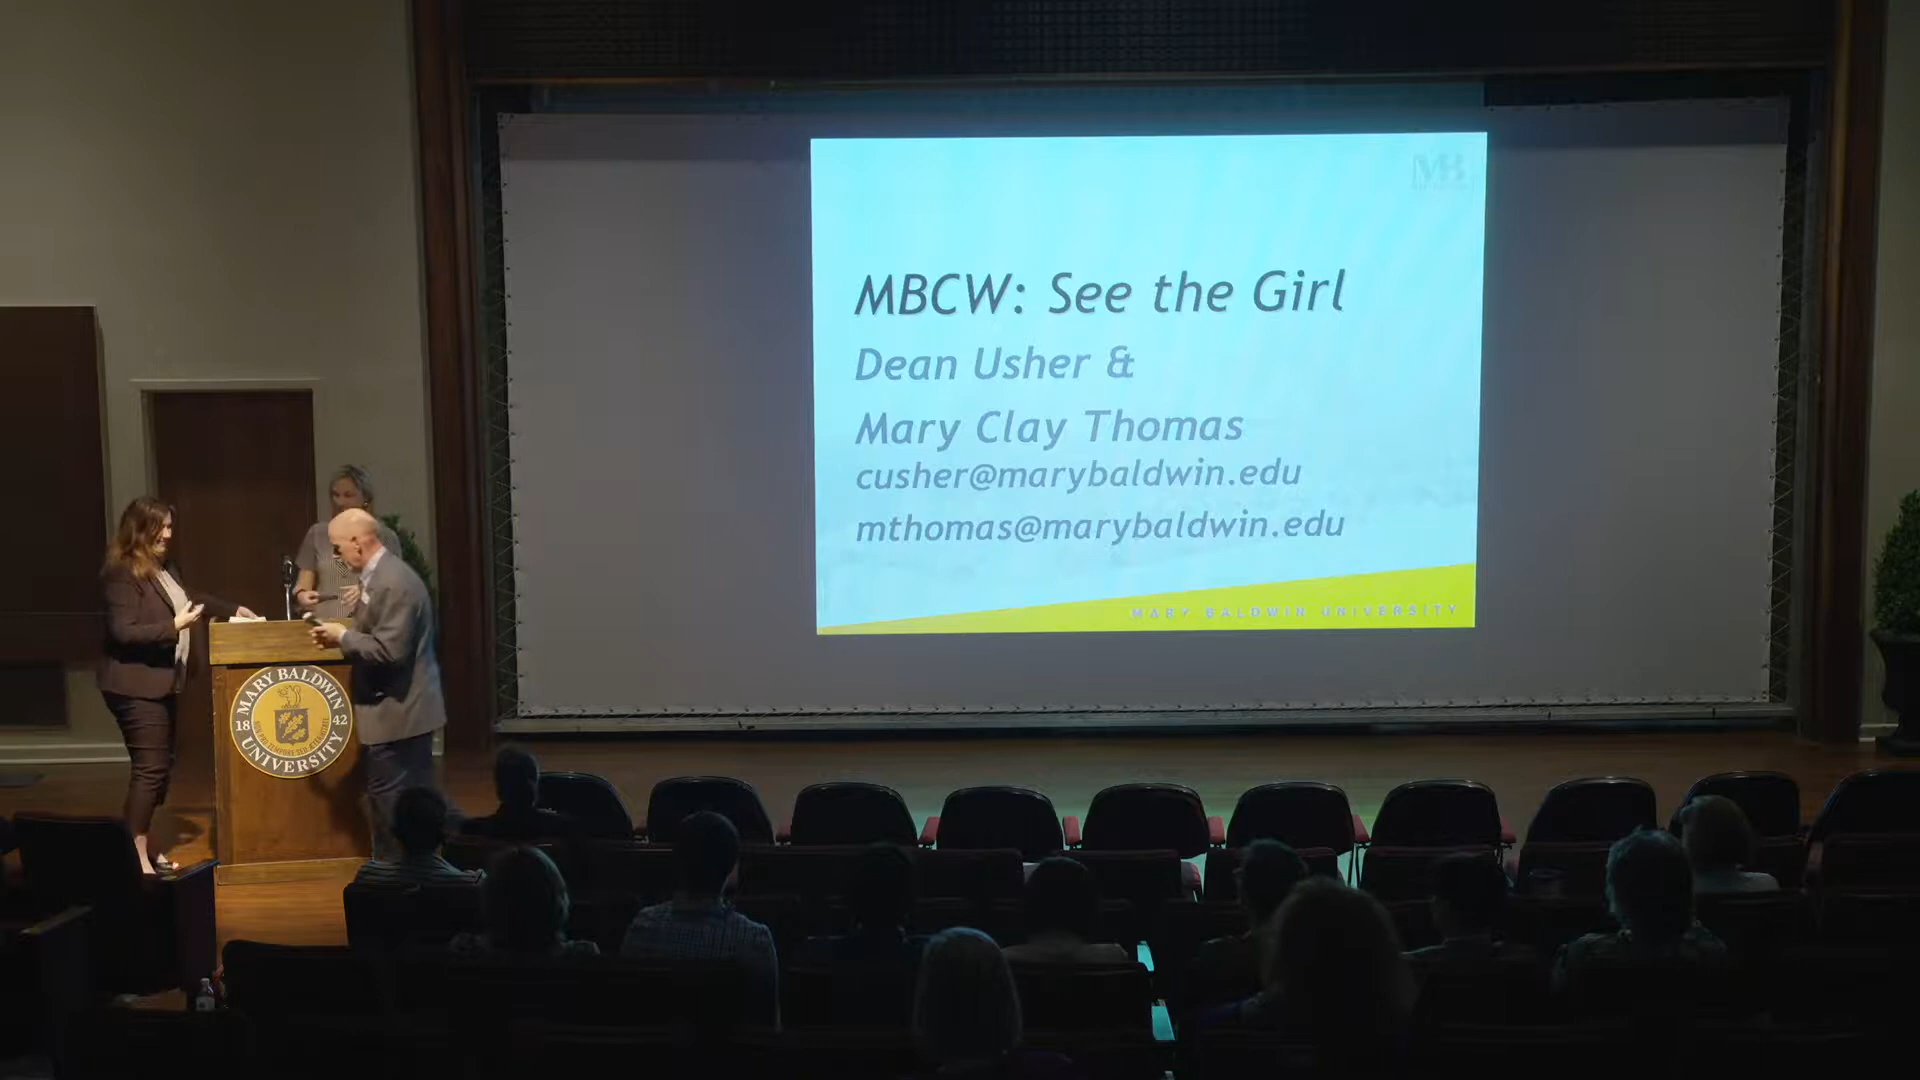 MB
MBCW: See the Girl
Dean Usher &
Mary Clay Thomas
cusher@marybaldwin.edu
mthomas@marybaldwin.edu
MARY BALDWIN UNIVERSITY
MARY BALDWIN
18 42
UNIVERSITY